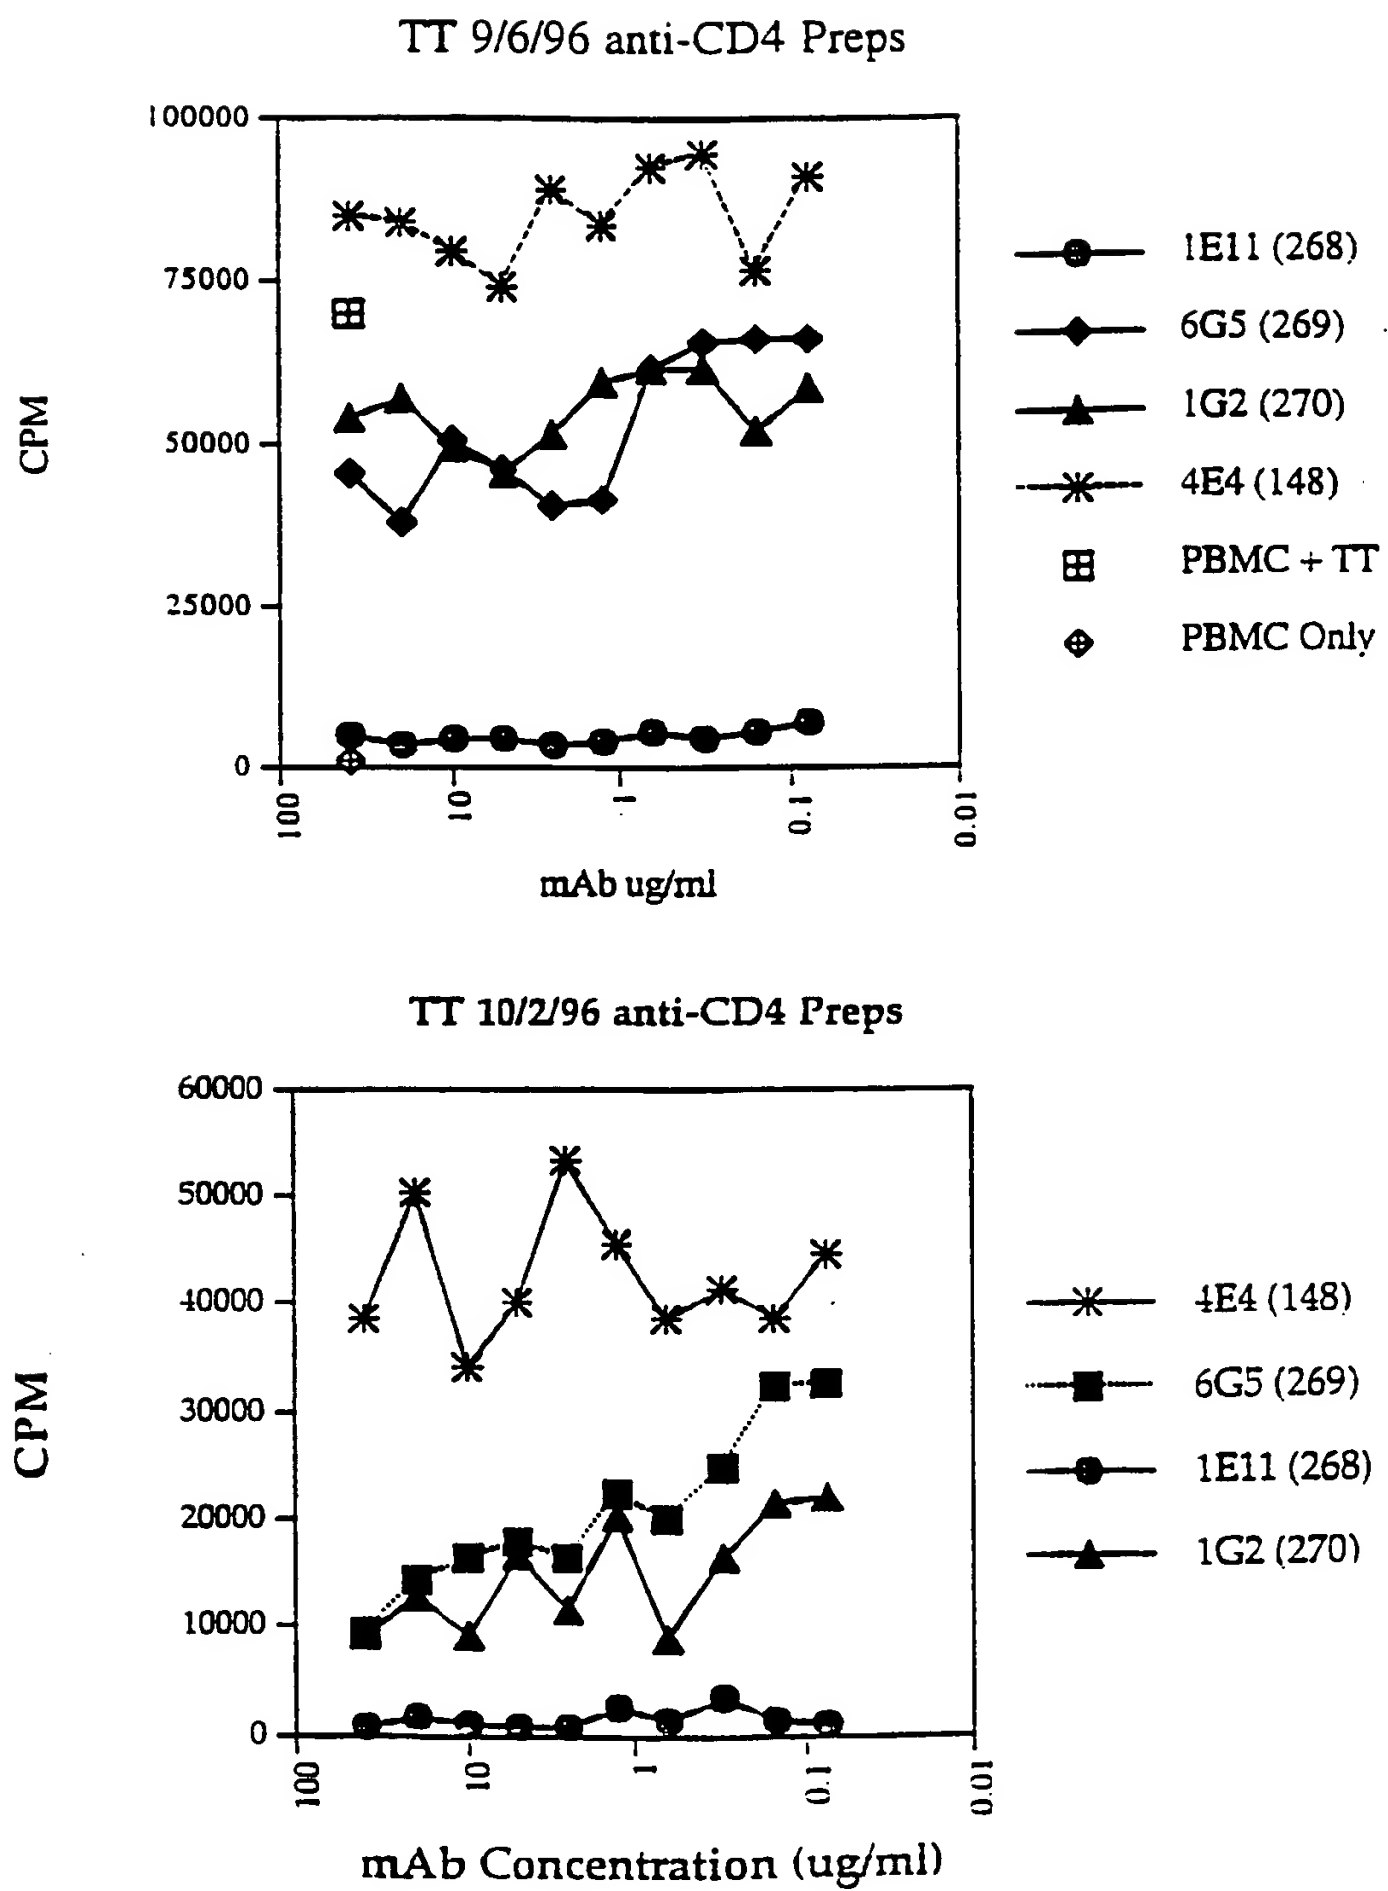 TT 9/6/96 anti-CD4 Preps
100000
75000
50000
25000
0
CPM
100
10
1
0.1
0.01
mAb ug/ml
1E11 (268)
6G5 (269)
1G2 (270)
4E4 (148)
PBMC + TT
PBMC Only
TT 10/2/96 anti-CD4 Preps
60000
50000
40000
30000
20000
10000
0
CPM
100
10
1
0.1
0.01
mAb Concentration (ug/ml)
4E4 (148)
6G5 (269)
1E11 (268)
1G2 (270)